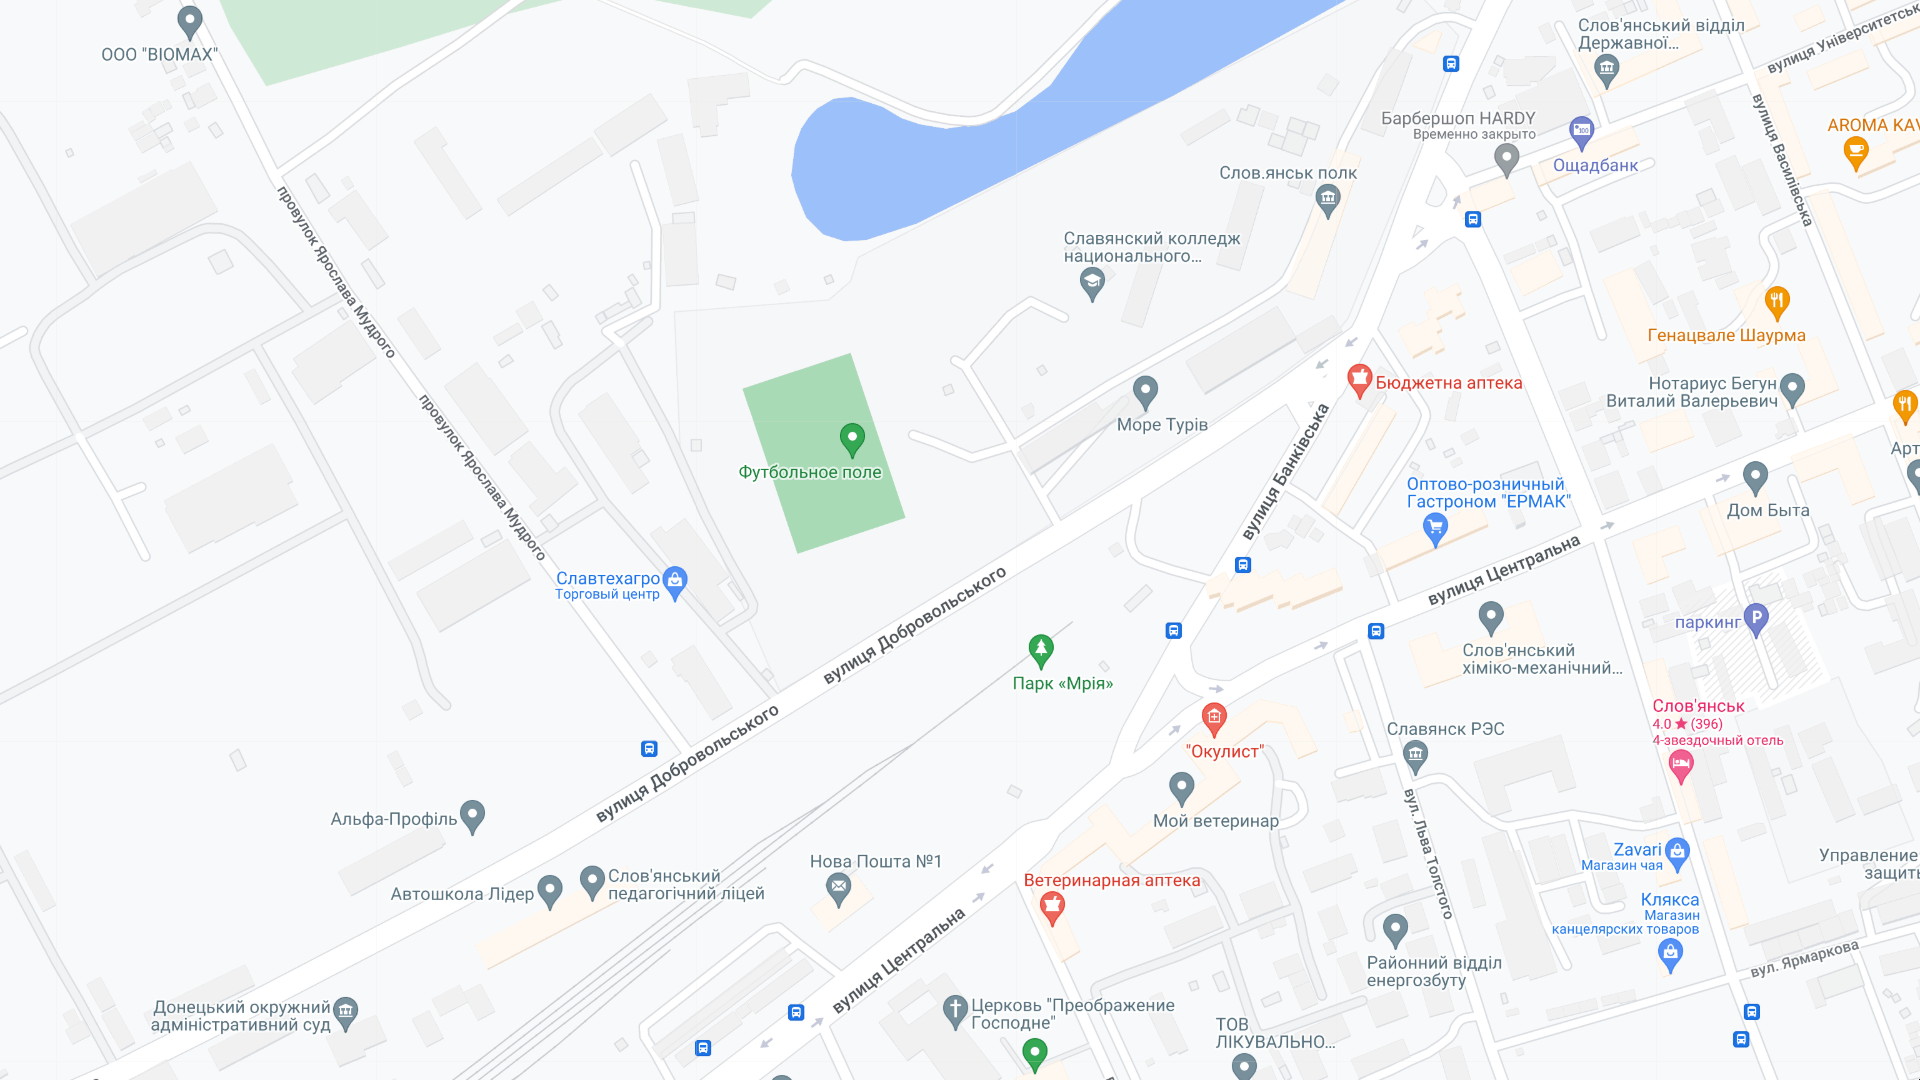 ООО "BIOMAX"
Слов'янський відділ
Державної...
вулиця Університетськ
вулиця Василівська
AROMA KAV
Барбершоп HARDY
Временно закрыто
Ощадбанк
Слов.янськ полк
Славянский колледж
национального...
провулок Ярослава Мудрого
Генацвале Шаурма
Бюджетна аптека
Нотариус Бегун
Виталий Валерьевич
Море Турів
вулиця Банківська
провулок Ярослава Мудрого
Футбольное поле
Арт
Оптово-розничный
Гастроном "ЕРМАК"
Дом Быта
вулиця Центральна
Славтехагро
Торговый центр
вулиця Добровольського
паркинг
Слов'янський
хіміко-механічний...
Парк «Мрія»
Слов'янськ
4.0 ★ (396)
4-звездочный отель
Славянск РЭС
"Окулист"
вулиця Добровольського
Альфа-Профіль
Мой ветеринар
вул. Льва Толстого
Zavari
Магазин чая
Управление
защить
Нова Пошта №1
Слов'янський
педагогічний ліцей
Автошкола Лідер
Ветеринарная аптека
Клякса
Магазин
канцелярских товаров
вулиця Центральна
вул. Ярмаркова
Районний відділ
енергозбуту
Донецький окружний
адміністративний суд
Церковь "Преображение
Господне"
ТОВ
ЛІКУВАЛЬНО...